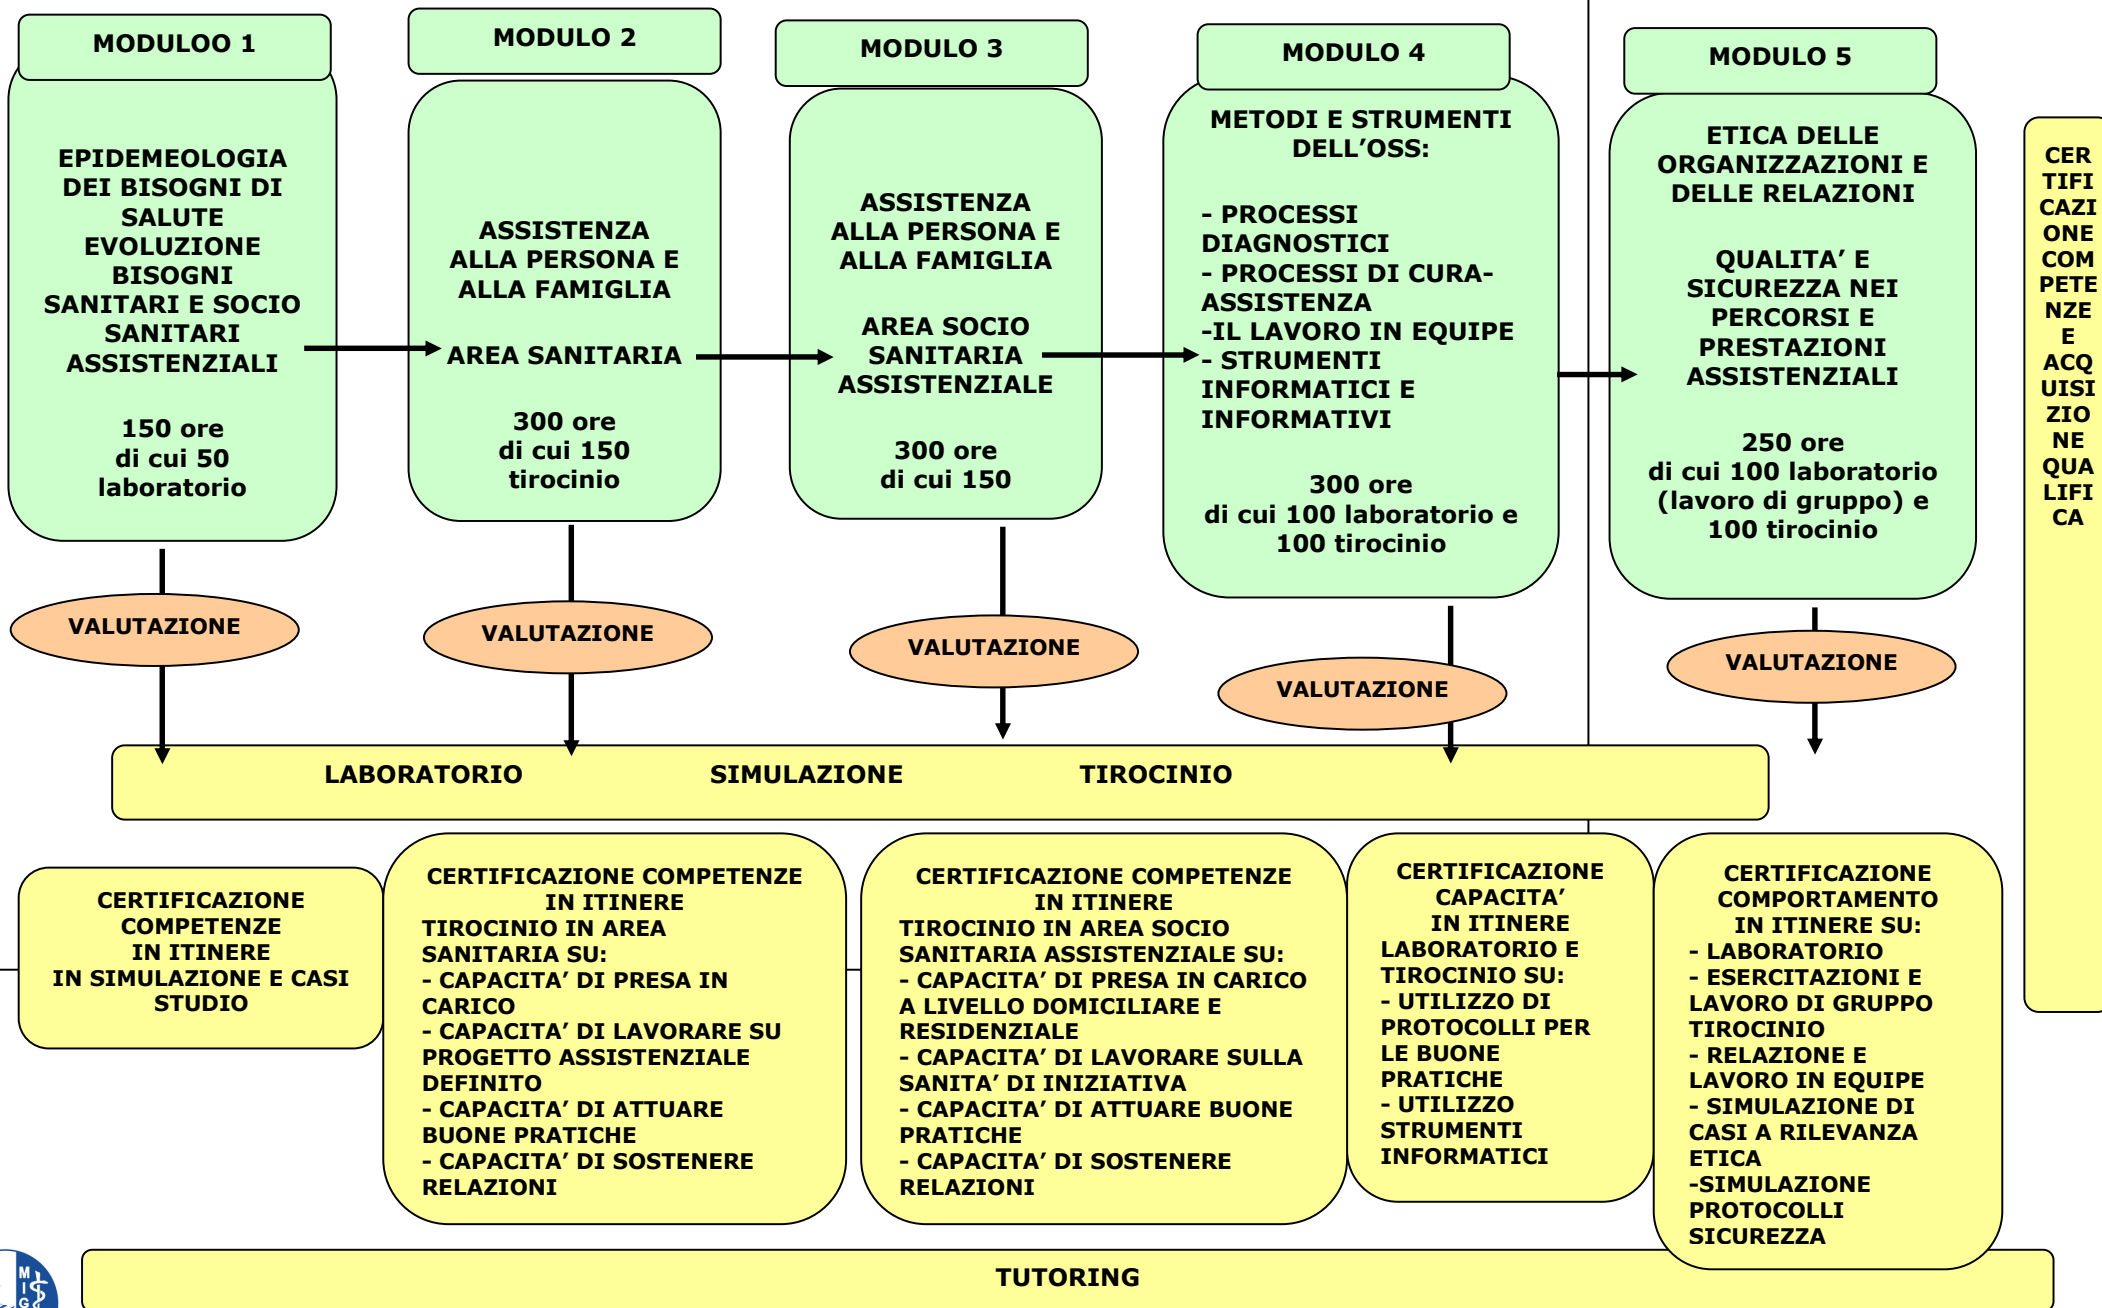 MODULOO 1
EPIDEMEOLOGIA
DEI BISOGNI DI
SALUTE
EVOLUZIONE
BISOGNI
SANITARI E SOCIO
SANITARI
ASSISTENZIALI
150 ore
di cui 50
laboratorio
MODULO 2
ASSISTENZA
ALLA PERSONA E
ALLA FAMIGLIA
AREA SANITARIA
300 ore
di cui 150
tirocinio
MODULO 3
ASSISTENZA
ALLA PERSONA E
ALLA FAMIGLIA
AREA SOCIO
SANITARIA
ASSISTENZIALE
300 ore
di cui 150
MODULO 4
METODI E STRUMENTI
DELL’OSS:
- PROCESSI
DIAGNOSTICI
- PROCESSI DI CURA-
ASSISTENZA
-IL LAVORO IN EQUIPE
- STRUMENTI
INFORMATICI E
INFORMATIVI
300 ore
di cui 100 laboratorio e
100 tirocinio
MODULO 5
ETICA DELLE
ORGANIZZAZIONI E
DELLE RELAZIONI
QUALITA’ E
SICUREZZA NEI
PERCORSI E
PRESTAZIONI
ASSISTENZIALI
250 ore
di cui 100 laboratorio
(lavoro di gruppo) e
100 tirocinio
CER
TIFI
CAZI
ONE
COM
PETE
NZE
E
ACQ
UISI
ZIO
NE
QUA
LIFI
CA
VALUTAZIONE
VALUTAZIONE
VALUTAZIONE
VALUTAZIONE
VALUTAZIONE
LABORATORIO SIMULAZIONE TIROCINIO
CERTIFICAZIONE
COMPETENZE
IN ITINERE
IN SIMULAZIONE E CASI
STUDIO
CERTIFICAZIONE COMPETENZE
IN ITINERE
TIROCINIO IN AREA
SANITARIA SU:
- CAPACITA’ DI PRESA IN
CARICO
- CAPACITA’ DI LAVORARE SU
PROGETTO ASSISTENZIALE
DEFINITO
- CAPACITA’ DI ATTUARE
BUONE PRATICHE
- CAPACITA’ DI SOSTENERE
RELAZIONI
CERTIFICAZIONE COMPETENZE
IN ITINERE
TIROCINIO IN AREA SOCIO
SANITARIA ASSISTENZIALE SU:
- CAPACITA’ DI PRESA IN CARICO
A LIVELLO DOMICILIARE E
RESIDENZIALE
- CAPACITA’ DI LAVORARE SULLA
SANITA’ DI INIZIATIVA
- CAPACITA’ DI ATTUARE BUONE
PRATICHE
- CAPACITA’ DI SOSTENERE
RELAZIONI
CERTIFICAZIONE
CAPACITA’
IN ITINERE
LABORATORIO E
TIROCINIO SU:
- UTILIZZO DI
PROTOCOLLI PER
LE BUONE
PRATICHE
- UTILIZZO
STRUMENTI
INFORMATICI
CERTIFICAZIONE
COMPORTAMENTO
IN ITINERE SU:
- LABORATORIO
- ESERCITAZIONI E
LAVORO DI GRUPPO
TIROCINIO
- RELAZIONE E
LAVORO IN EQUIPE
- SIMULAZIONE DI
CASI A RILEVANZA
ETICA
-SIMULAZIONE
PROTOCOLLI
SICUREZZA
TUTORING